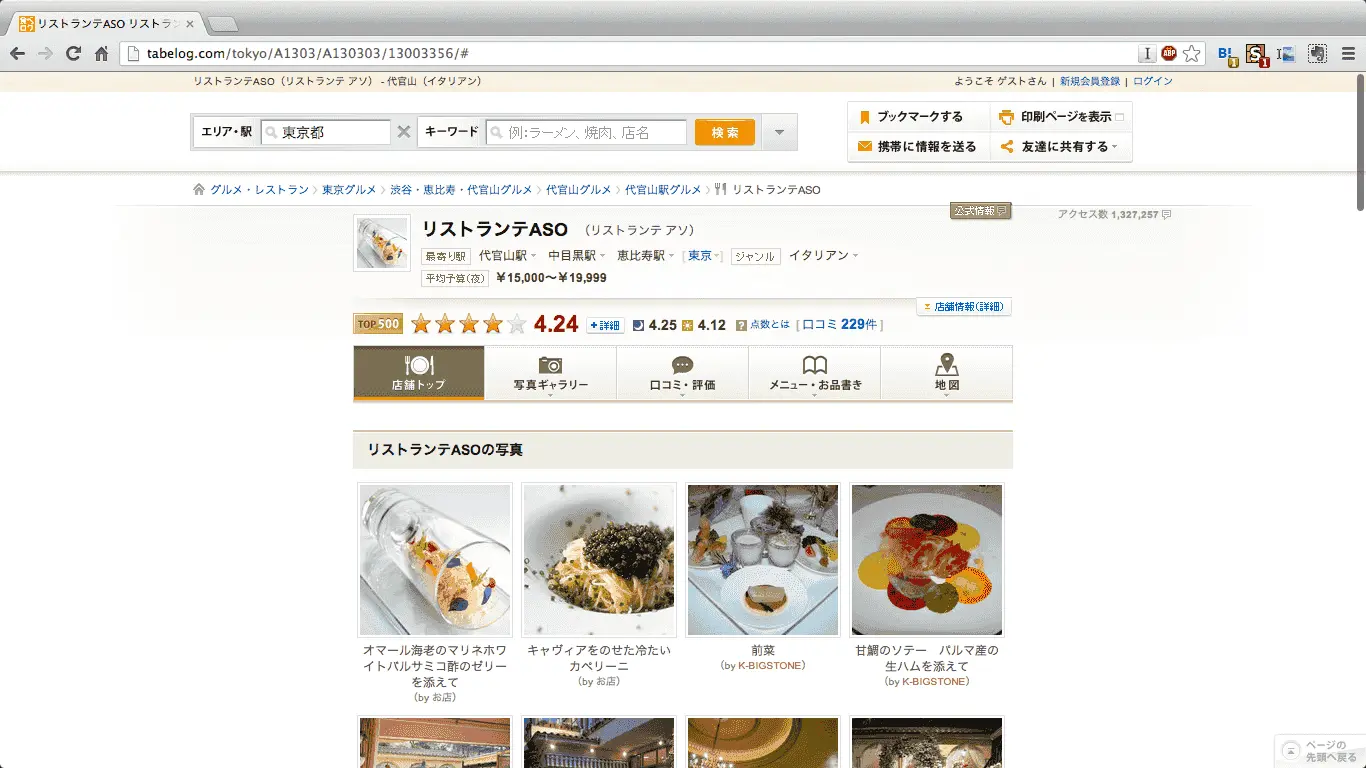 リストランテASO リストラン
tabelog.com/tokyo/A1303/A130303/13003356/#
リストランテASO（リストランテ アソ） - 代官山（イタリアン）
ようこそ ゲストさん | 新規会員登録 | ログイン
エリア・駅 東京都 キーワード 例：ラーメン、焼肉、店名 検索
ブックマークする 印刷ページを表示
携帯に情報を送る 友達に共有する
グルメ・レストラン > 東京グルメ > 渋谷・恵比寿・代官山グルメ > 代官山グルメ > 代官山駅グルメ > リストランテASO
公式情報 アクセス数 1,327,257
リストランテASO （リストランテ アソ）
最寄り駅 代官山駅 中目黒駅 恵比寿駅 [東京] ジャンル イタリアン
平均予算(夜) ￥15,000～￥19,999
店舗情報(詳細)
TOP 500 4.24 +詳細 4.25 4.12 ? 点数とは [ 口コミ 229件 ]
店舗トップ 写真ギャラリー 口コミ・評価 メニュー・お品書き 地図
リストランテASOの写真
オマール海老のマリネホワ
イトバルサミコ酢のゼリー
を添えて
（by お店）
キャヴィアをのせた冷たい
カペリーニ
（by お店）
前菜
（by K-BIGSTONE）
甘鯛のソテー　パルマ産の
生ハムを添えて
（by K-BIGSTONE）
ページの
先頭へ戻る